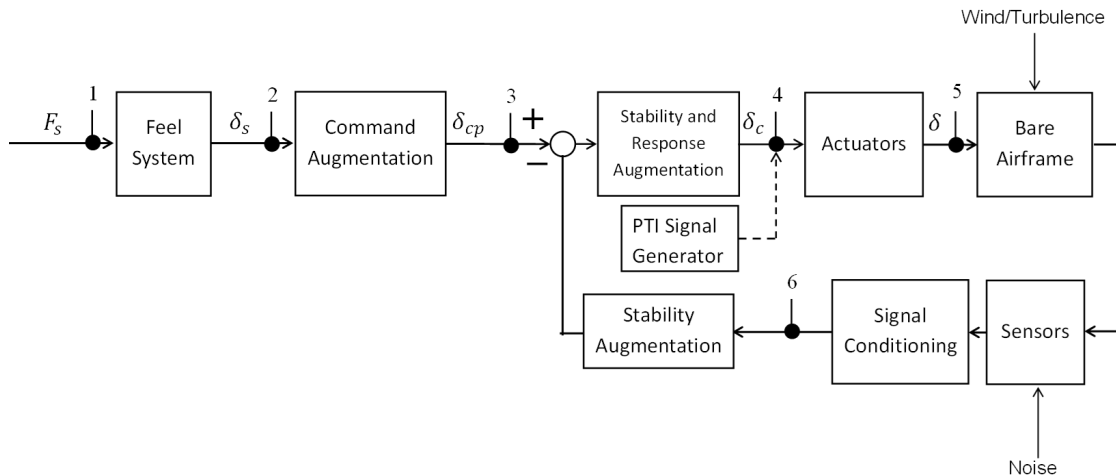 Wind/Turbulence
1
2
3
4
5
F_s
Feel
System
δ_s
Command
Augmentation
δ_cp
+
−
Stability and
Response
Augmentation
δ_c
Actuators
δ
Bare
Airframe
PTI Signal
Generator
6
Stability
Augmentation
Signal
Conditioning
Sensors
Noise